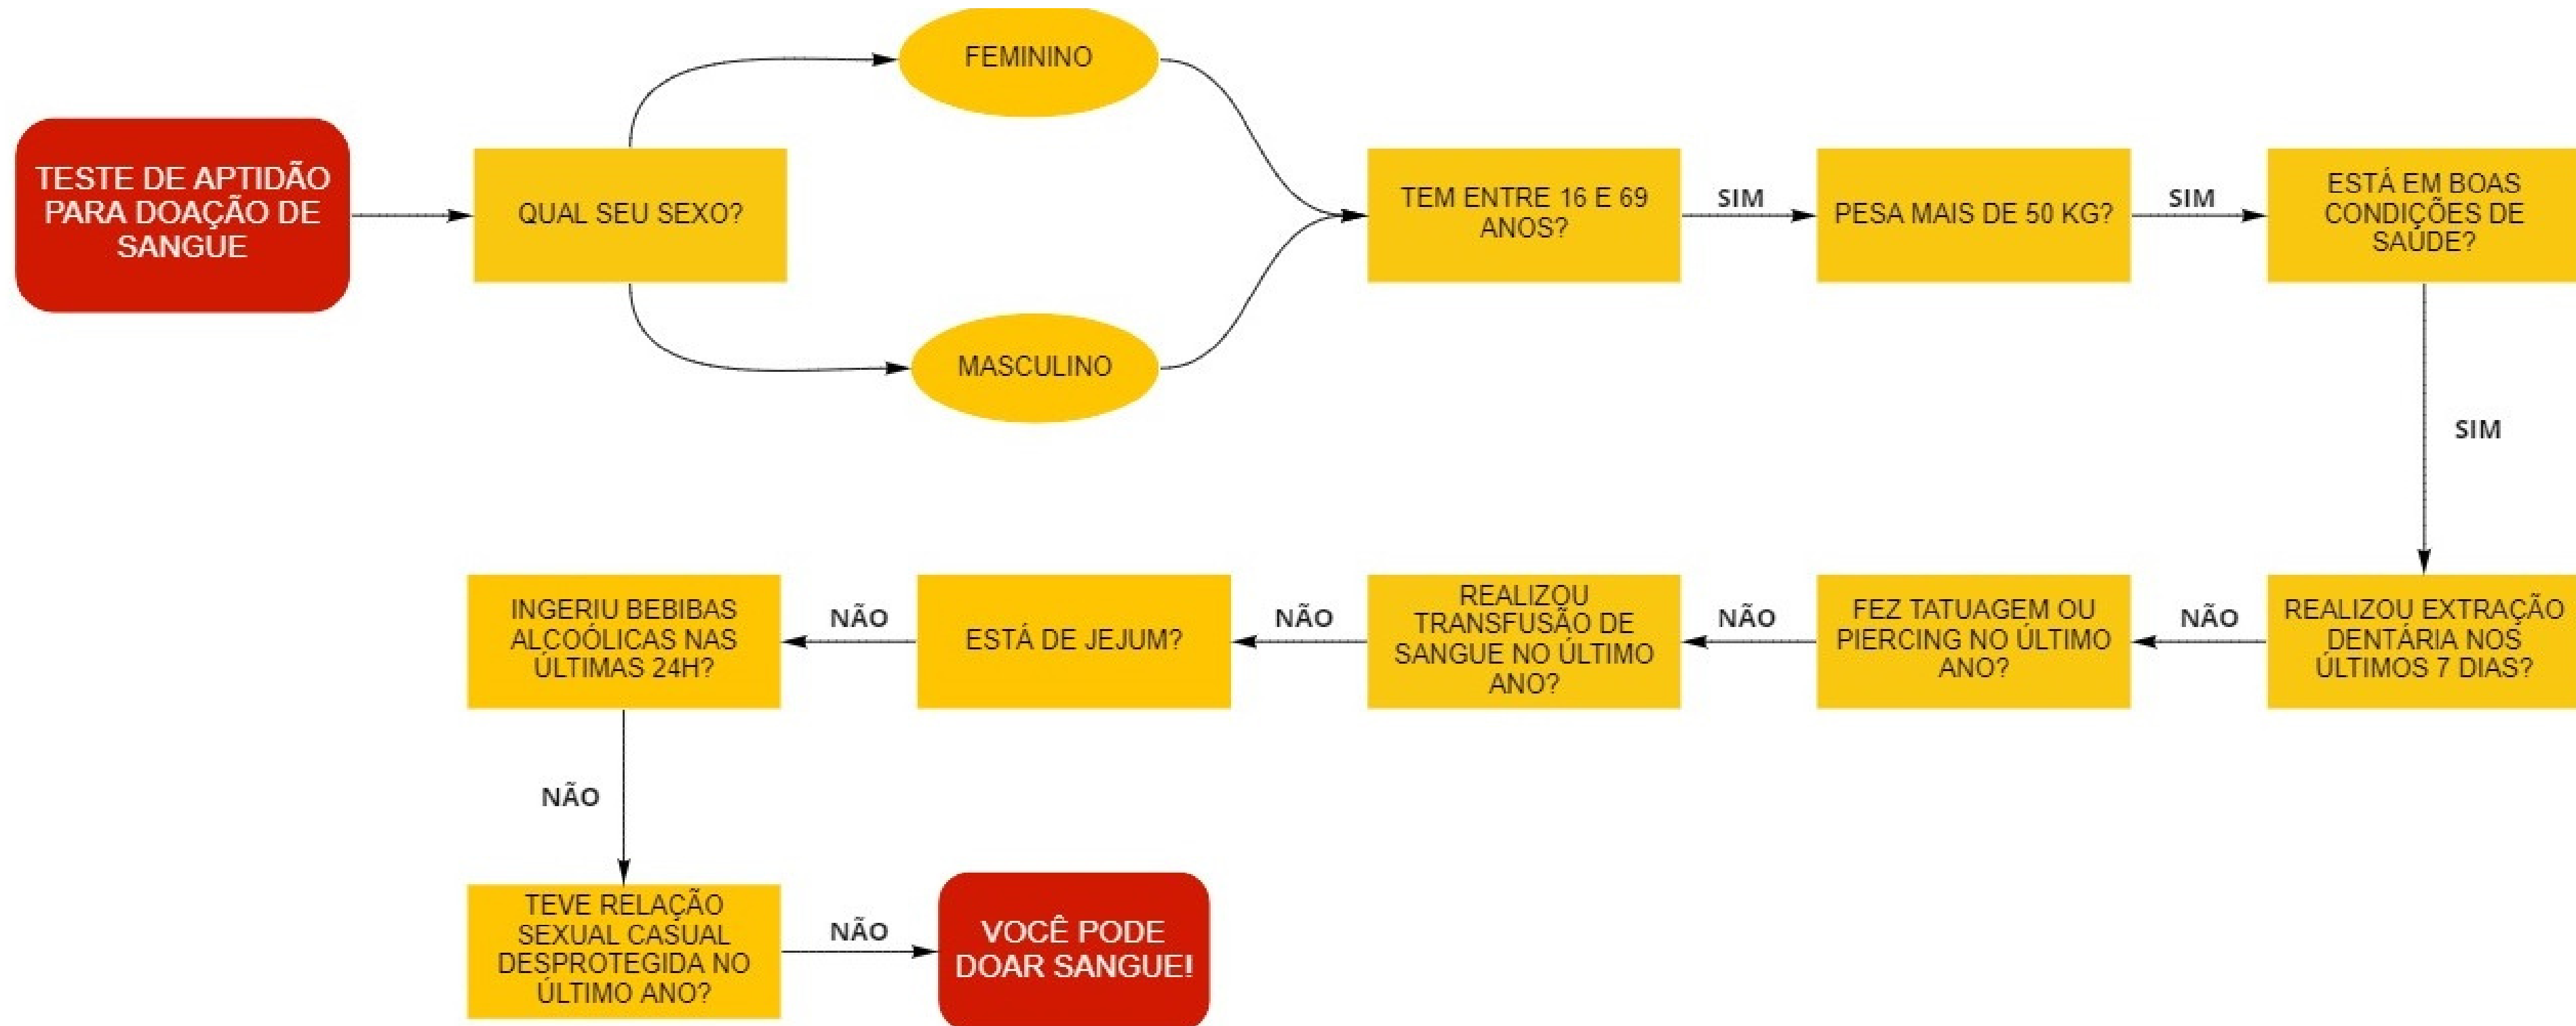 FEMININO
TESTE DE APTIDÃO
PARA DOAÇÃO DE
SANGUE
QUAL SEU SEXO?
MASCULINO
TEM ENTRE 16 E 69
ANOS?
SIM
PESA MAIS DE 50 KG?
SIM
ESTÁ EM BOAS
CONDIÇÕES DE
SAÚDE?
SIM
REALIZOU EXTRAÇÃO
DENTÁRIA NOS
ÚLTIMOS 7 DIAS?
NÃO
FEZ TATUAGEM OU
PIERCING NO ÚLTIMO
ANO?
NÃO
REALIZOU
TRANSFUSÃO DE
SANGUE NO ÚLTIMO
ANO?
NÃO
ESTÁ DE JEJUM?
NÃO
INGERIU BEBIBAS
ALCOÓLICAS NAS
ÚLTIMAS 24H?
NÃO
TEVE RELAÇÃO
SEXUAL CASUAL
DESPROTEGIDA NO
ÚLTIMO ANO?
NÃO
VOCÊ PODE
DOAR SANGUE!